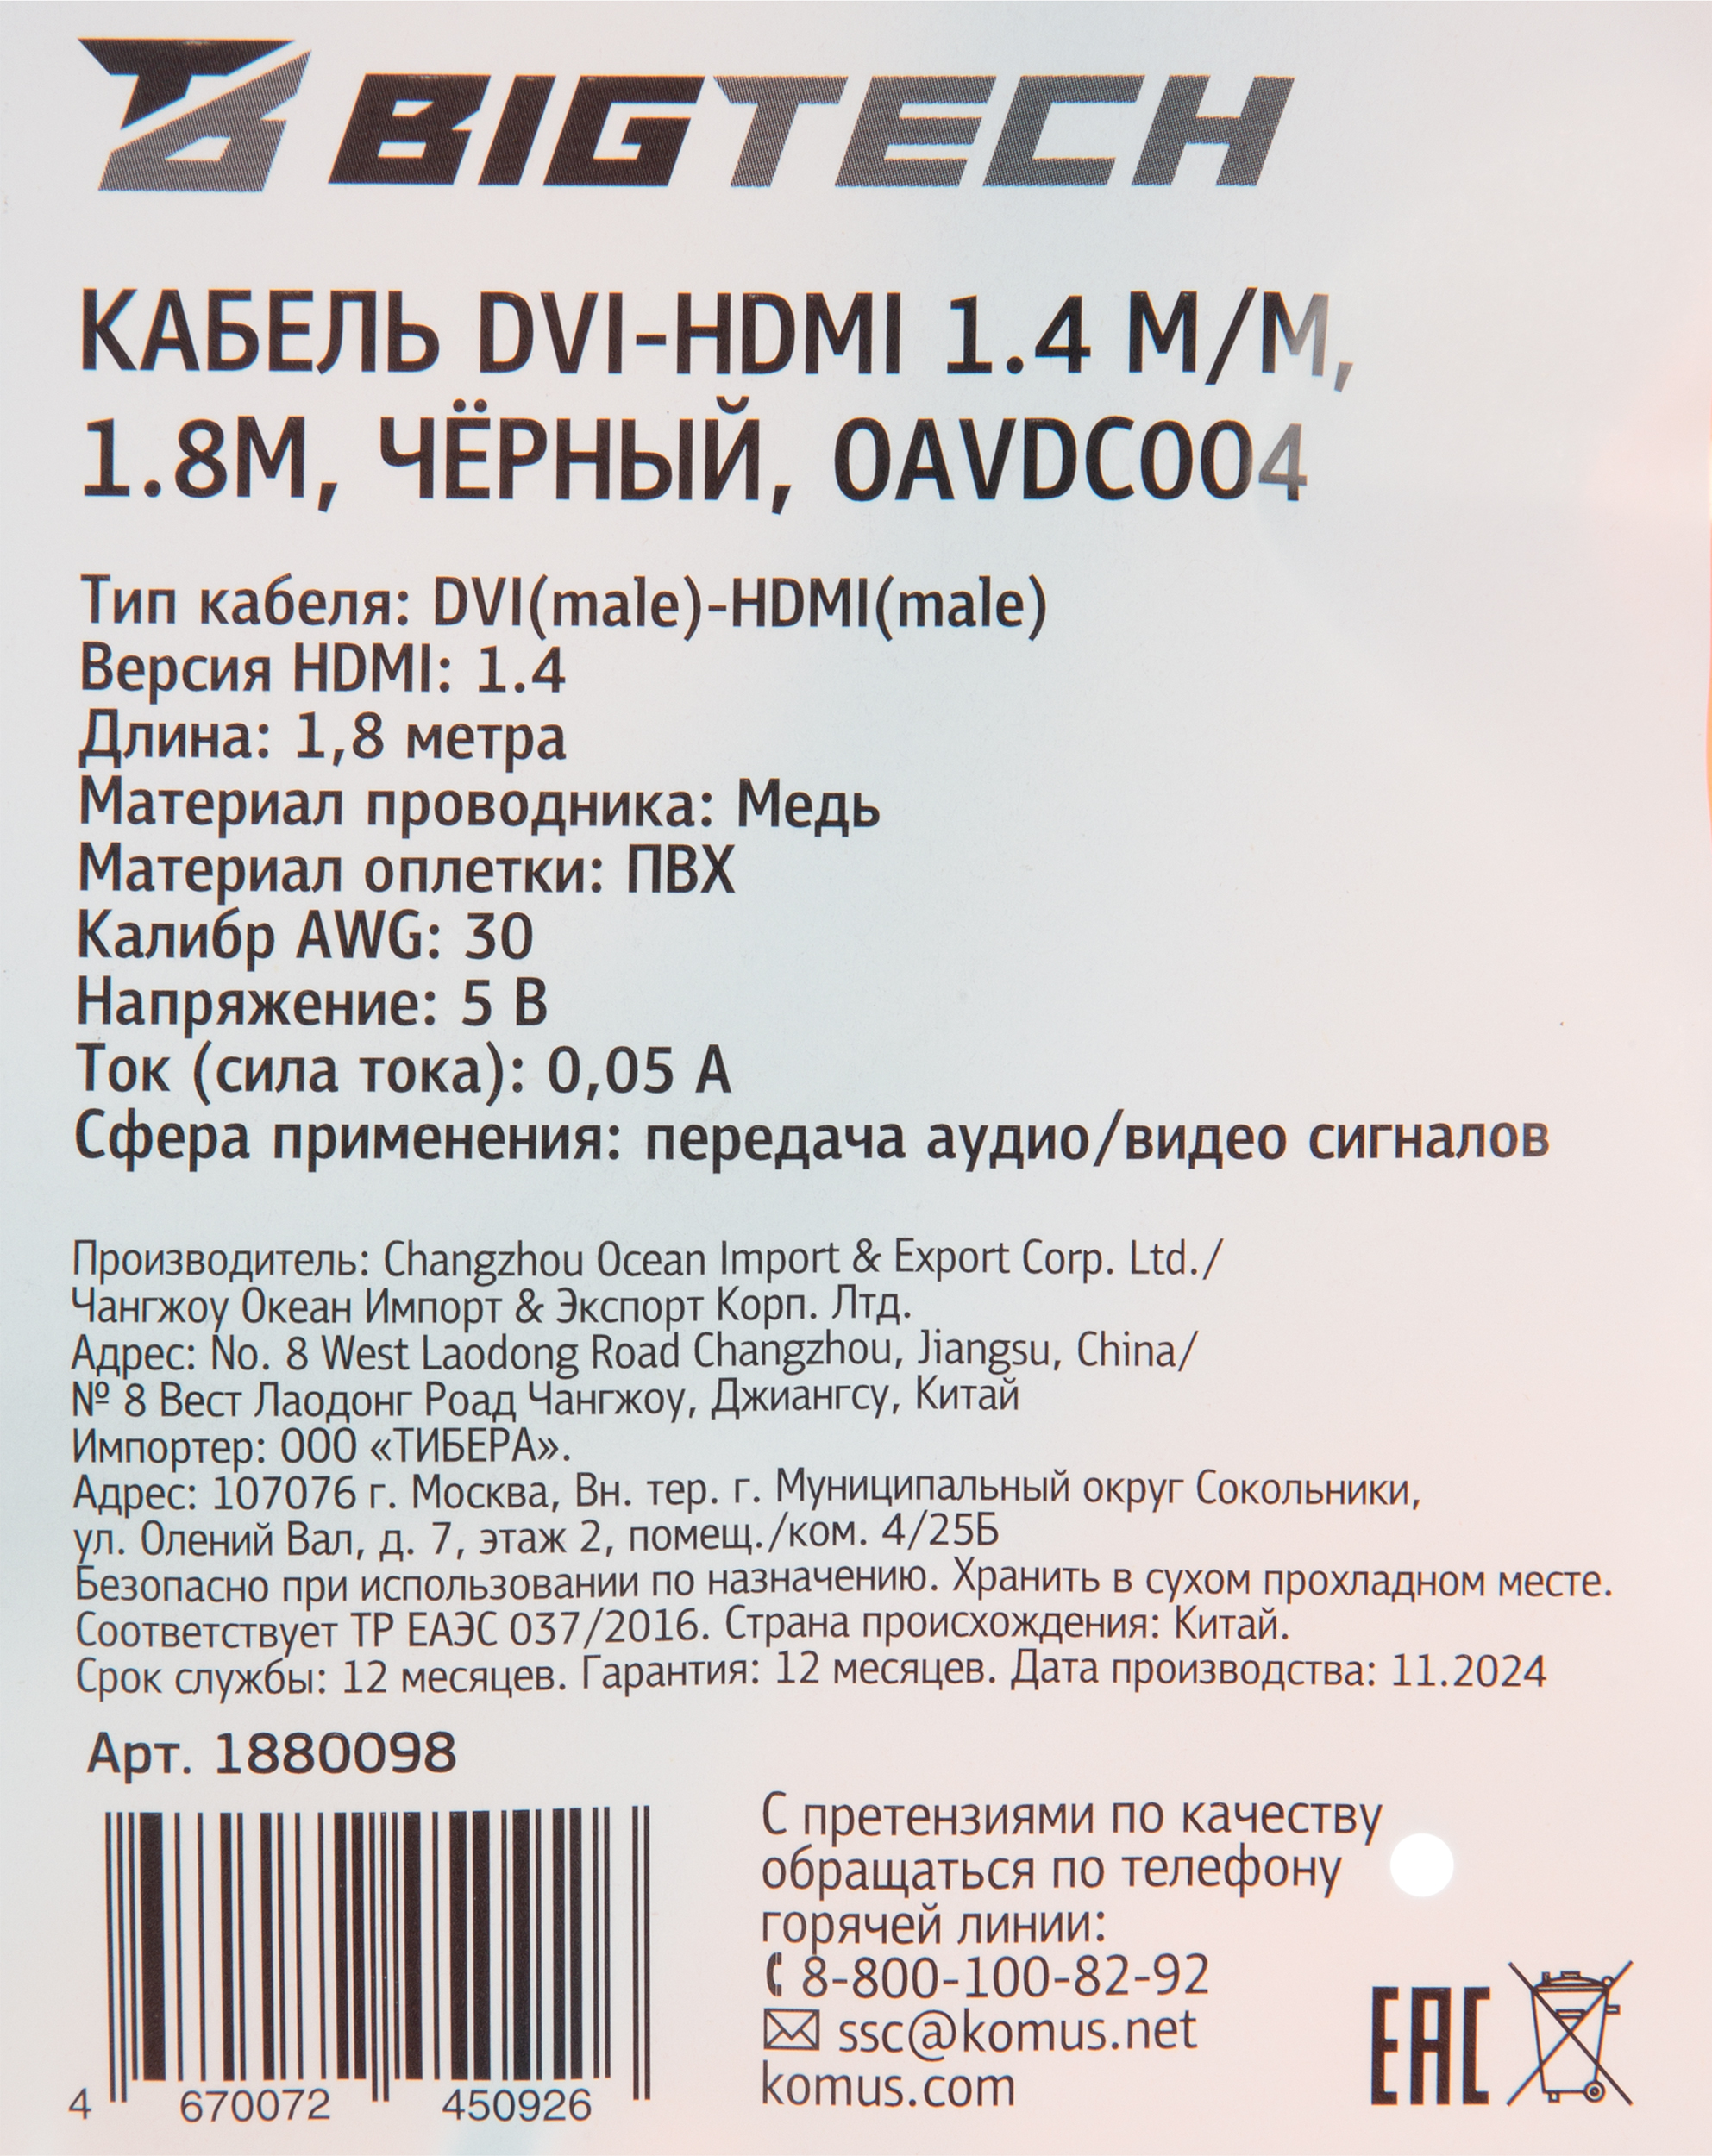 BIGTECH
КАБЕЛЬ DVI-HDMI 1.4 M/M,
1.8М, ЧЁРНЫЙ, OAVDC004
Тип кабеля: DVI(male)-HDMI(male)
Версия HDMI: 1.4
Длина: 1,8 метра
Материал проводника: Медь
Материал оплетки: ПВХ
Калибр AWG: 30
Напряжение: 5 В
Ток (сила тока): 0,05 А
Сфера применения: передача аудио/видео сигналов
Производитель: Changzhou Ocean Import & Export Corp. Ltd./
Чангжоу Океан Импорт & Экспорт Корп. Лтд.
Адрес: No. 8 West Laodong Road Changzhou, Jiangsu, China/
№ 8 Вест Лаодонг Роад Чангжоу, Джиангсу, Китай
Импортер: ООО «ТИБЕРА».
Адрес: 107076 г. Москва, Вн. тер. г. Муниципальный округ Сокольники,
ул. Олений Вал, д. 7, этаж 2, помещ./ком. 4/25Б
Безопасно при использовании по назначению. Хранить в сухом прохладном месте.
Соответствует ТР ЕАЭС 037/2016. Страна происхождения: Китай.
Срок службы: 12 месяцев. Гарантия: 12 месяцев. Дата производства: 11.2024
Арт. 1880098
4 670072 450926
С претензиями по качеству
обращаться по телефону
горячей линии:
8-800-100-82-92
ssc@komus.net
komus.com
EAC